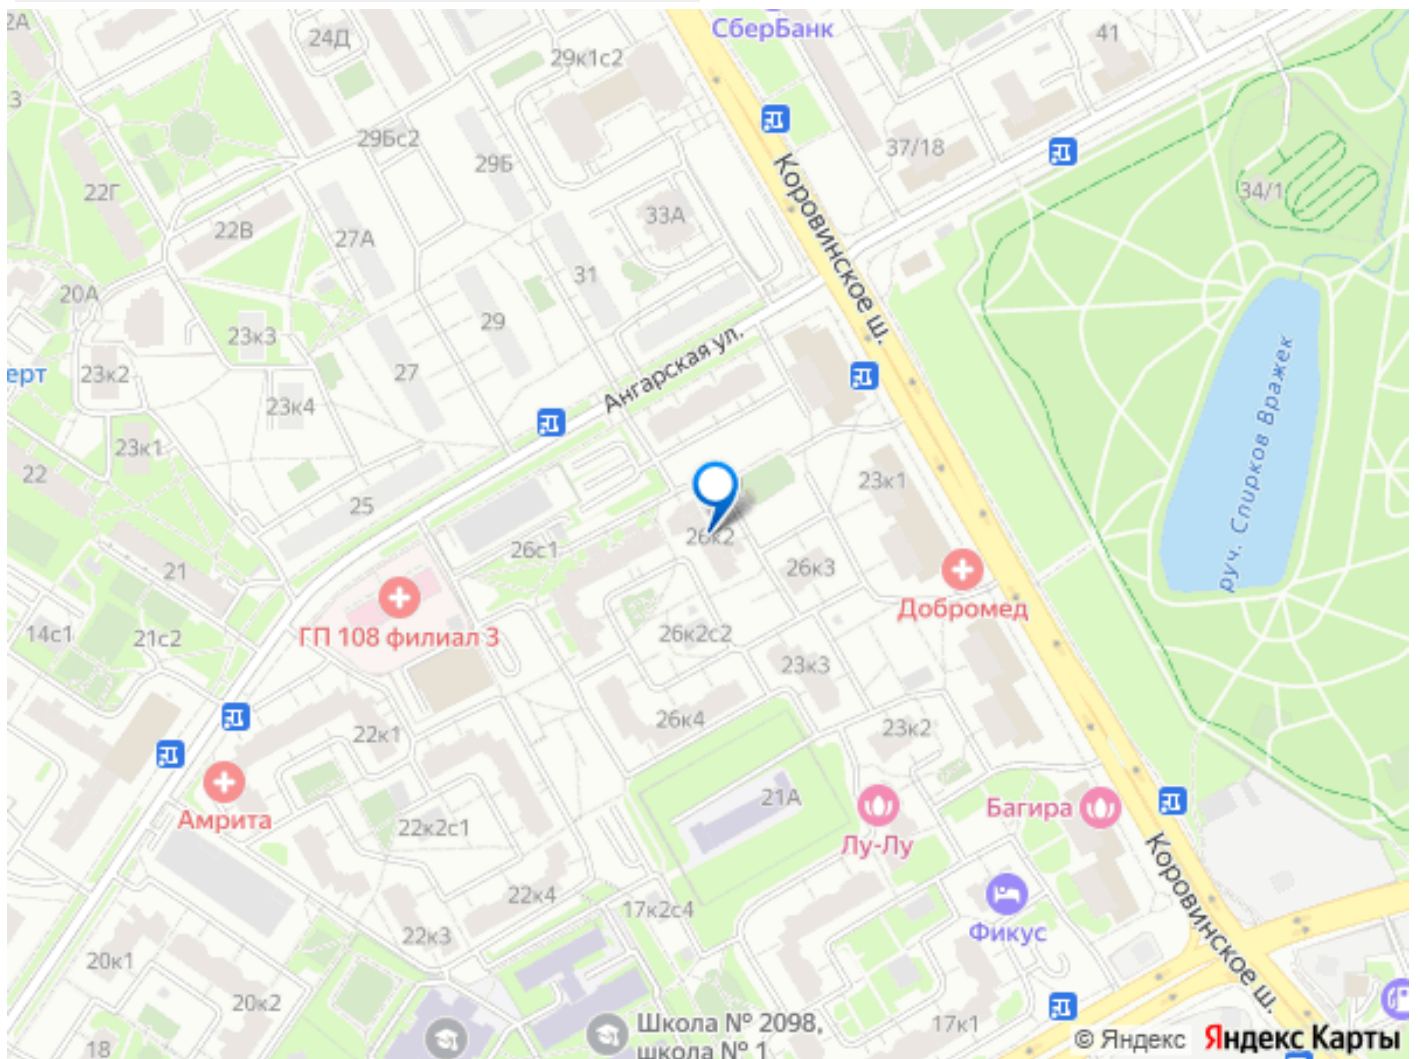 2А
24Д
СберБанк
41
29к1с2
3
29Бс2
29Б
37/18
22Г
34/1
33А
22В
27А
Коровинское ш.
31
20А
29
23к3
ерт
23к2
27
Ангарская ул.
23к4
23к1
22
25
23к1
руч. Спирков Вражек
26с1
26к2
26к3
21
Добромед
ГП 108 филиал 3
14с1
21с2
26к2с2
23к3
26к4
22к1
23к2
21А
Багира
Амрита
22к2с1
Лу-Лу
Коровинское ш.
22к4
17к2с4
Фикус
22к3
20к1
20к2
Школа № 2098,
школа № 1
17к1
18
© Яндекс Яндекс Карты